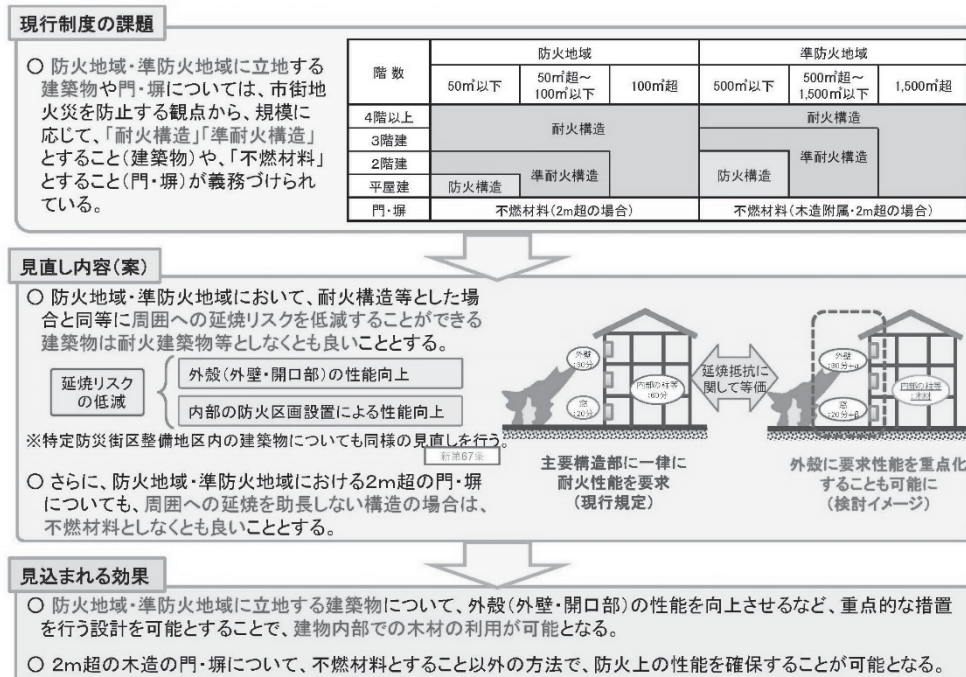 現行制度の課題
○ 防火地域・準防火地域に立地する
建築物や門・塀については、市街地
火災を防止する観点から、規模に
応じて、「耐火構造」「準耐火構造」
とすること(建築物)や、「不燃材料」
とすること(門・塀)が義務づけられ
ている。
階数 防火地域 準防火地域
50㎡以下 50㎡超～100㎡以下 100㎡超 500㎡以下 500㎡超～1,500㎡以下 1,500㎡超
4階以上 耐火構造 耐火構造
3階建
2階建 準耐火構造 防火構造 準耐火構造
平屋建 防火構造
門・塀 不燃材料(2m超の場合) 不燃材料(木造附属・2m超の場合)
見直し内容(案)
○ 防火地域・準防火地域において、耐火構造等とした場
合と同等に周囲への延焼リスクを低減することができる
建築物は耐火建築物等としなくとも良いこととする。
延焼リスク
の低減
外殻(外壁・開口部)の性能向上
内部の防火区画設置による性能向上
※特定防災街区整備地区内の建築物についても同様の見直しを行う。
新第67条
○ さらに、防火地域・準防火地域における2m超の門・塀
についても、周囲への延焼を助長しない構造の場合は、
不燃材料としなくとも良いこととする。
外壁
:30分
窓
:20分
内部の柱等
:60分
主要構造部に一律に
耐火性能を要求
(現行規定)
延焼抵抗に
関して等価
外壁
:30分+α
窓
:20分+β
内部の柱等
:木材
外殻に要求性能を重点化
することも可能に
(検討イメージ)
見込まれる効果
○ 防火地域・準防火地域に立地する建築物について、外殻(外壁・開口部)の性能を向上させるなど、重点的な措置
を行う設計を可能とすることで、建物内部での木材の利用が可能となる。
○ 2m超の木造の門・塀について、不燃材料とすること以外の方法で、防火上の性能を確保することが可能となる。